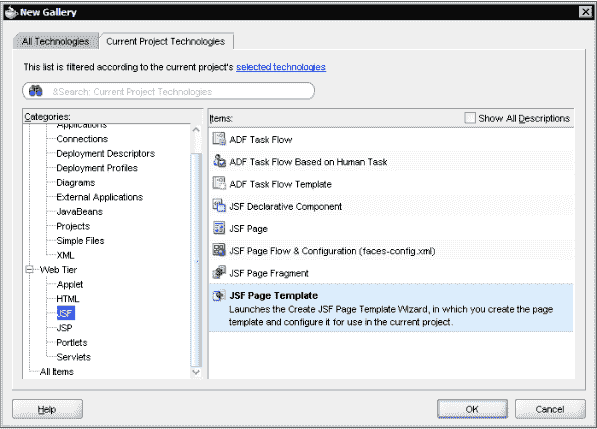 New Gallery
All Technologies
Current Project Technologies
This list is filtered according to the current project's selected technologies
&Search: Current Project Technologies
Categories:
Applications
Connections
Deployment Descriptors
Deployment Profiles
Diagrams
External Applications
JavaBeans
Projects
Simple Files
XML
Web Tier
Applet
HTML
JSF
JSP
Portlets
Servlets
All Items
Items:
Show All Descriptions
ADF Task Flow
ADF Task Flow Based on Human Task
ADF Task Flow Template
JSF Declarative Component
JSF Page
JSF Page Flow & Configuration (faces-config.xml)
JSF Page Fragment
JSF Page Template
Launches the Create JSF Page Template Wizard, in which you create the page
template and configure it for use in the current project.
Help
OK
Cancel